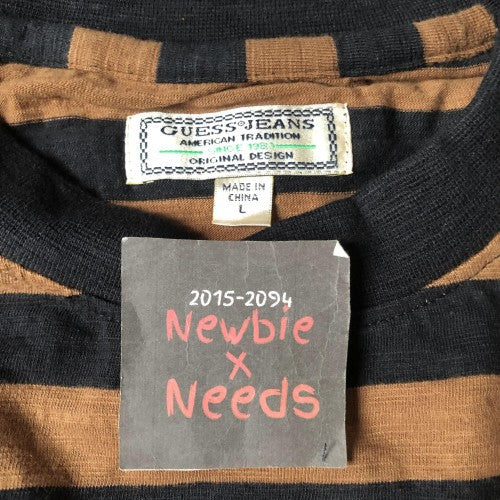 GUESS® JEANS
AMERICAN TRADITION
SINCE 1981
ORIGINAL DESIGN
MADE IN
CHINA
L
2015-2094
Newbie
x
Needs